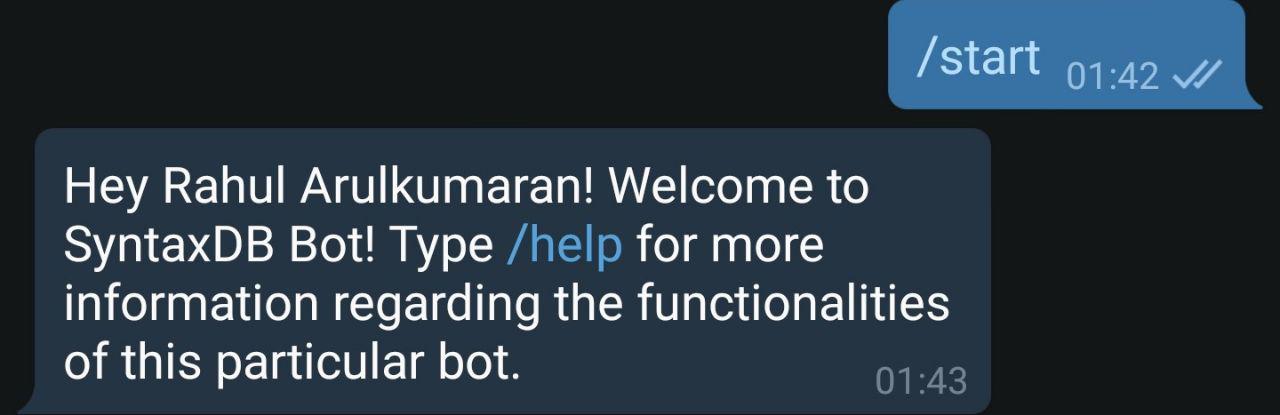 /start 01:42
Hey Rahul Arulkumaran! Welcome to
SyntaxDB Bot! Type /help for more
information regarding the functionalities
of this particular bot.
01:43